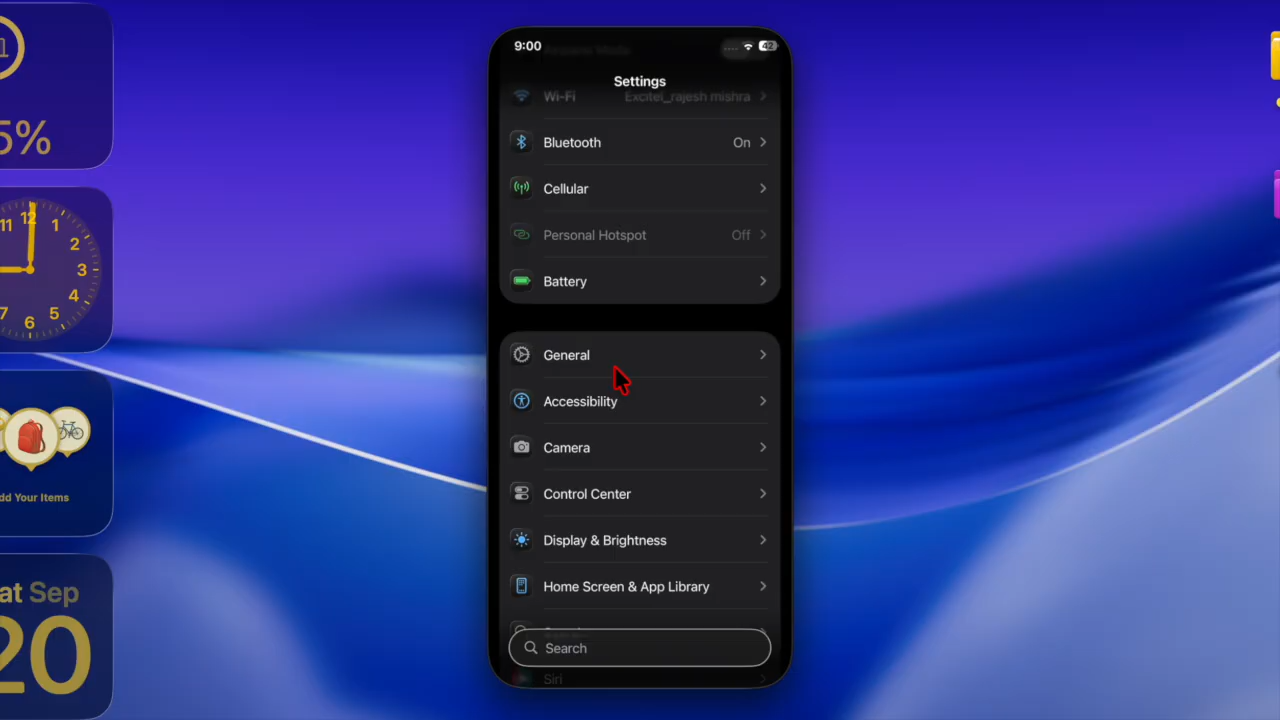 9:00
42
Settings
Wi-Fi
Excitel_rajesh mishra
Bluetooth
On
Cellular
Personal Hotspot
Off
Battery
General
Accessibility
Camera
Control Center
Display & Brightness
Home Screen & App Library
Search
Siri
5%
11 12 1
2
3
4
5
6
7
dd Your Items
at Sep
20